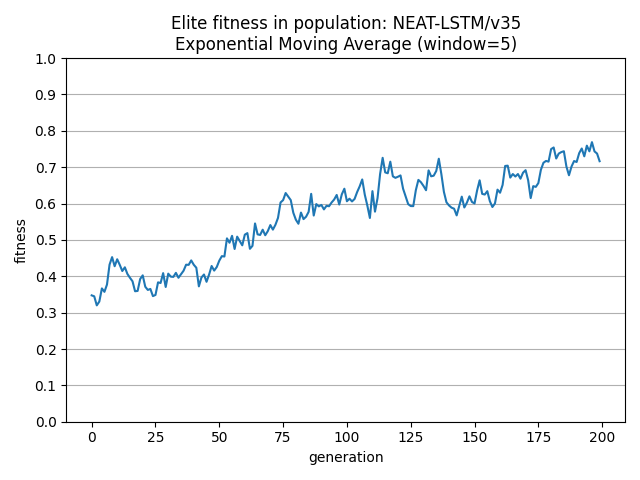 Elite fitness in population: NEAT-LSTM/v35
Exponential Moving Average (window=5)
1.0
0.9
0.8
0.7
0.6
0.5
0.4
0.3
0.2
0.1
0.0
fitness
0 25 50 75 100 125 150 175 200
generation